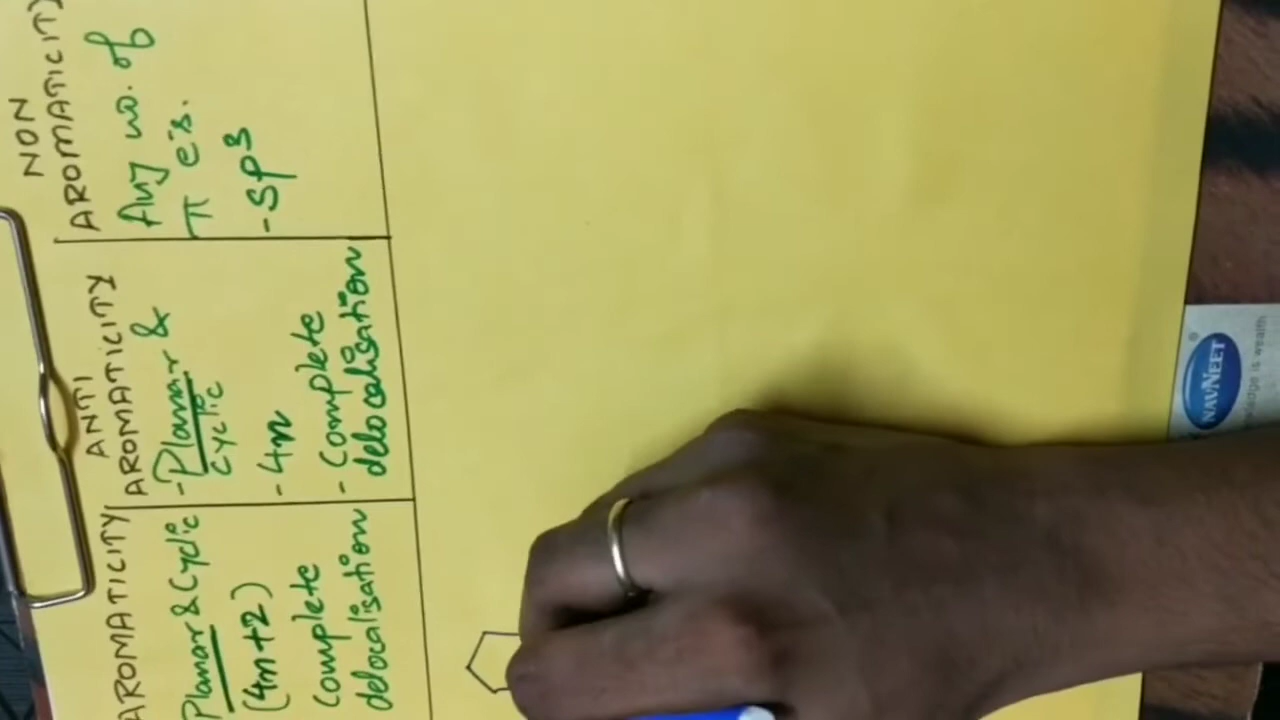 AROMATICITY
Planar & Cyclic
(4n+2)
Complete
delocalisation
ANTI
AROMATICITY
- Planar &
cyclic
- 4n
- Complete
delocalisation
NON
AROMATICITY
Any no. of
π e⁻s.
- sp3
NAVNEET